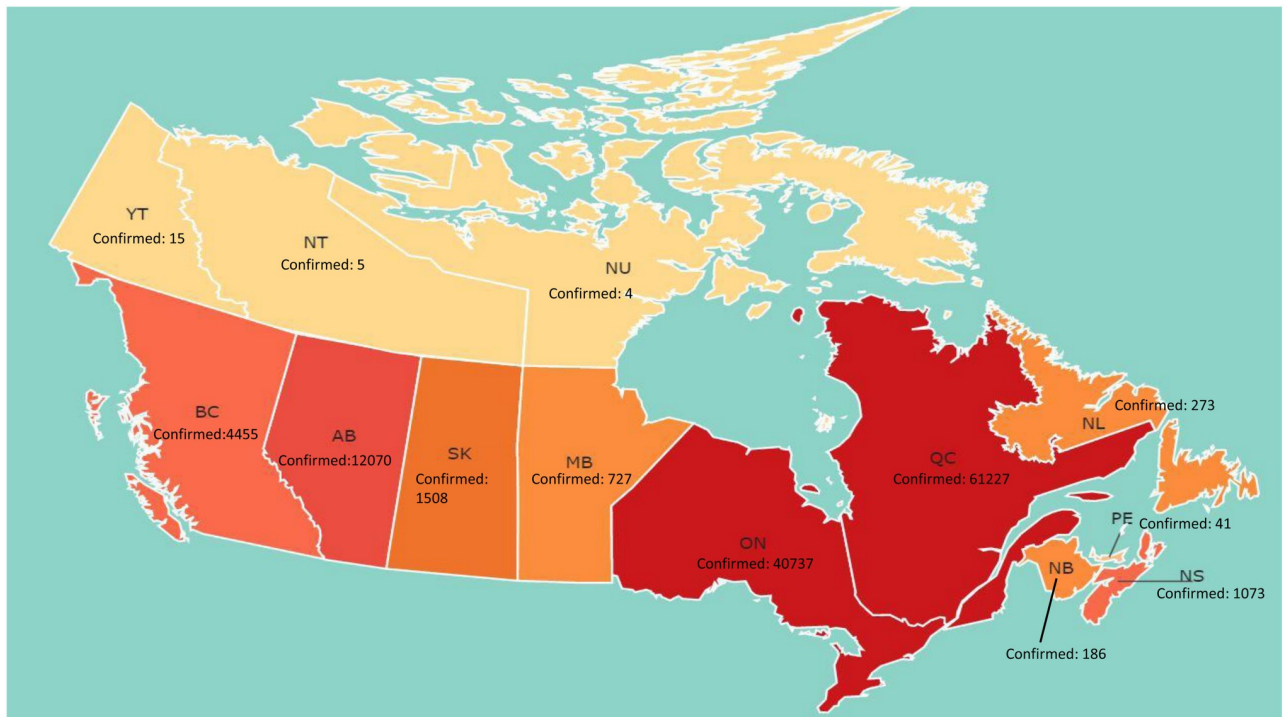 YT
Confirmed: 15
NT
Confirmed: 5
NU
Confirmed: 4
BC
Confirmed:4455
AB
Confirmed:12070
SK
Confirmed:
1508
MB
Confirmed: 727
ON
Confirmed: 40737
QC
Confirmed: 61227
Confirmed: 273
NL
PE
Confirmed: 41
NB
Confirmed: 186
NS
Confirmed: 1073